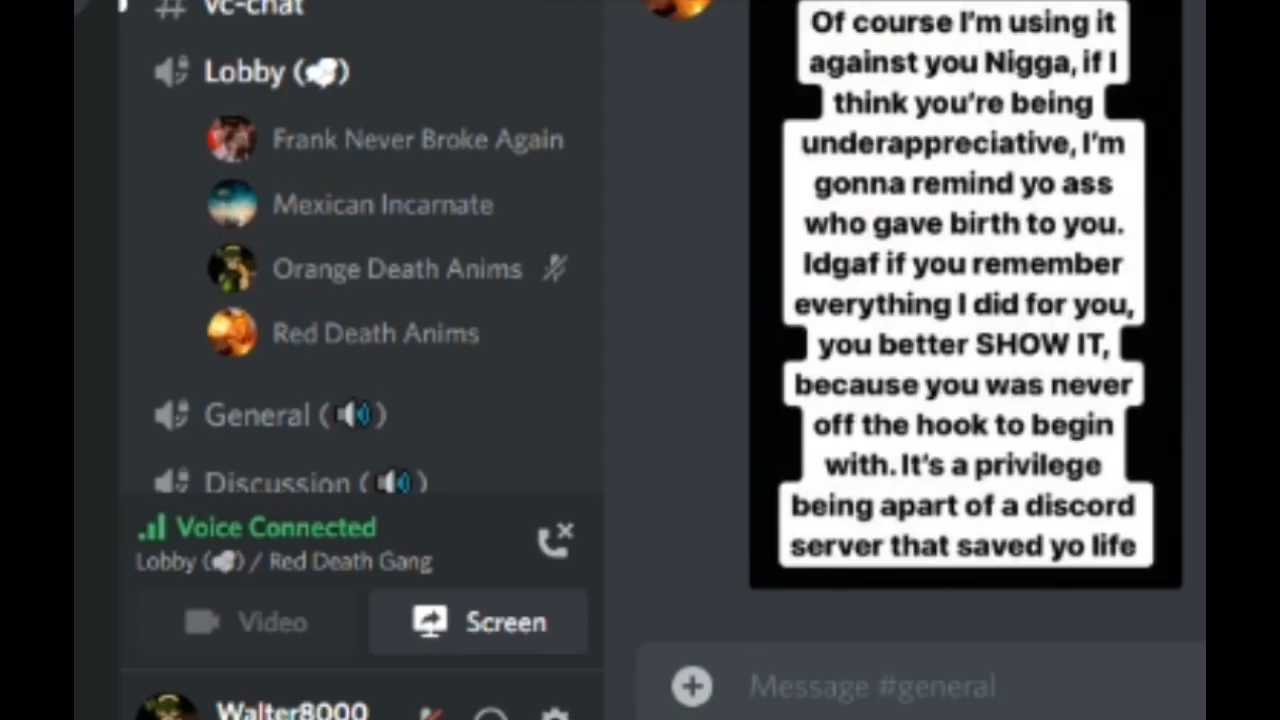 vc-chat
Lobby ()
Frank Never Broke Again
Mexican Incarnate
Orange Death Anims
Red Death Anims
General ()
Discussion ()
Voice Connected
Lobby () / Red Death Gang
Video
Screen
Walter8000
Of course I'm using it
against you Nigga, if I
think you're being
underappreciative, I'm
gonna remind yo ass
who gave birth to you.
Idgaf if you remember
everything I did for you,
you better SHOW IT,
because you was never
off the hook to begin
with. It's a privilege
being apart of a discord
server that saved yo life
Message #general